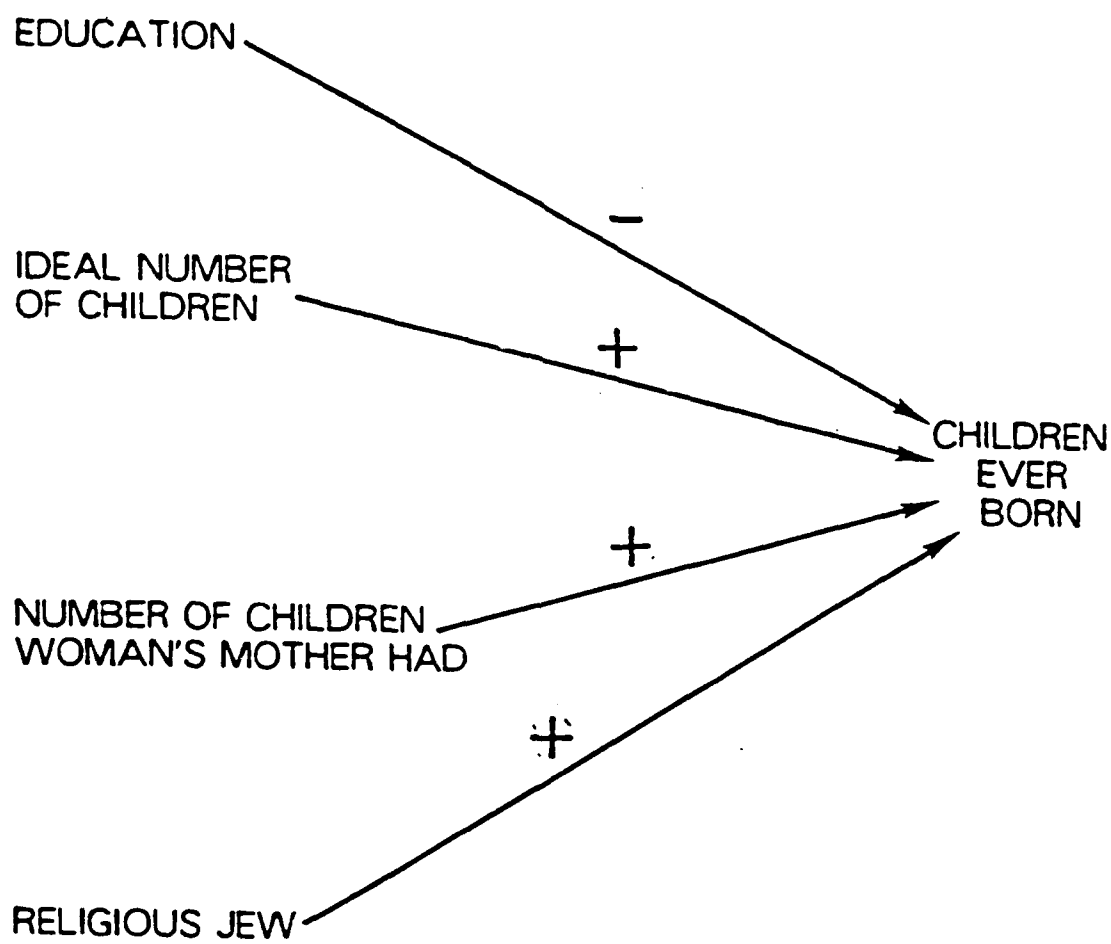 EDUCATION
−
IDEAL NUMBER
OF CHILDREN
+
CHILDREN
EVER
BORN
+
NUMBER OF CHILDREN
WOMAN'S MOTHER HAD
+
RELIGIOUS JEW